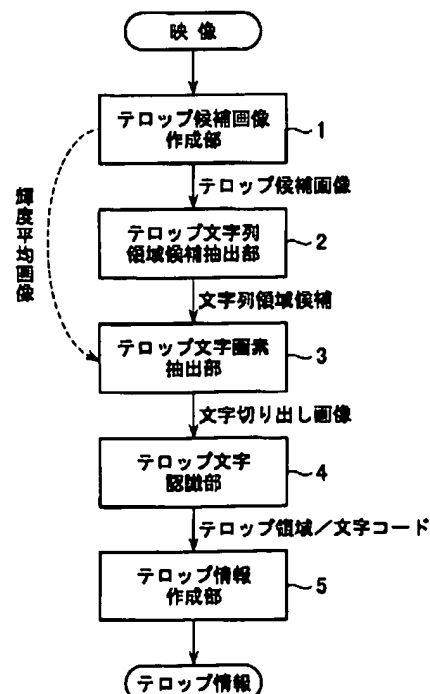 映像
テロップ候補画像
作成部
1
テロップ候補画像
テロップ文字列
領域候補抽出部
2
輝度平均画像
文字列領域候補
テロップ文字画素
抽出部
3
文字切り出し画像
テロップ文字
認識部
4
テロップ領域／文字コード
テロップ情報
作成部
5
テロップ情報